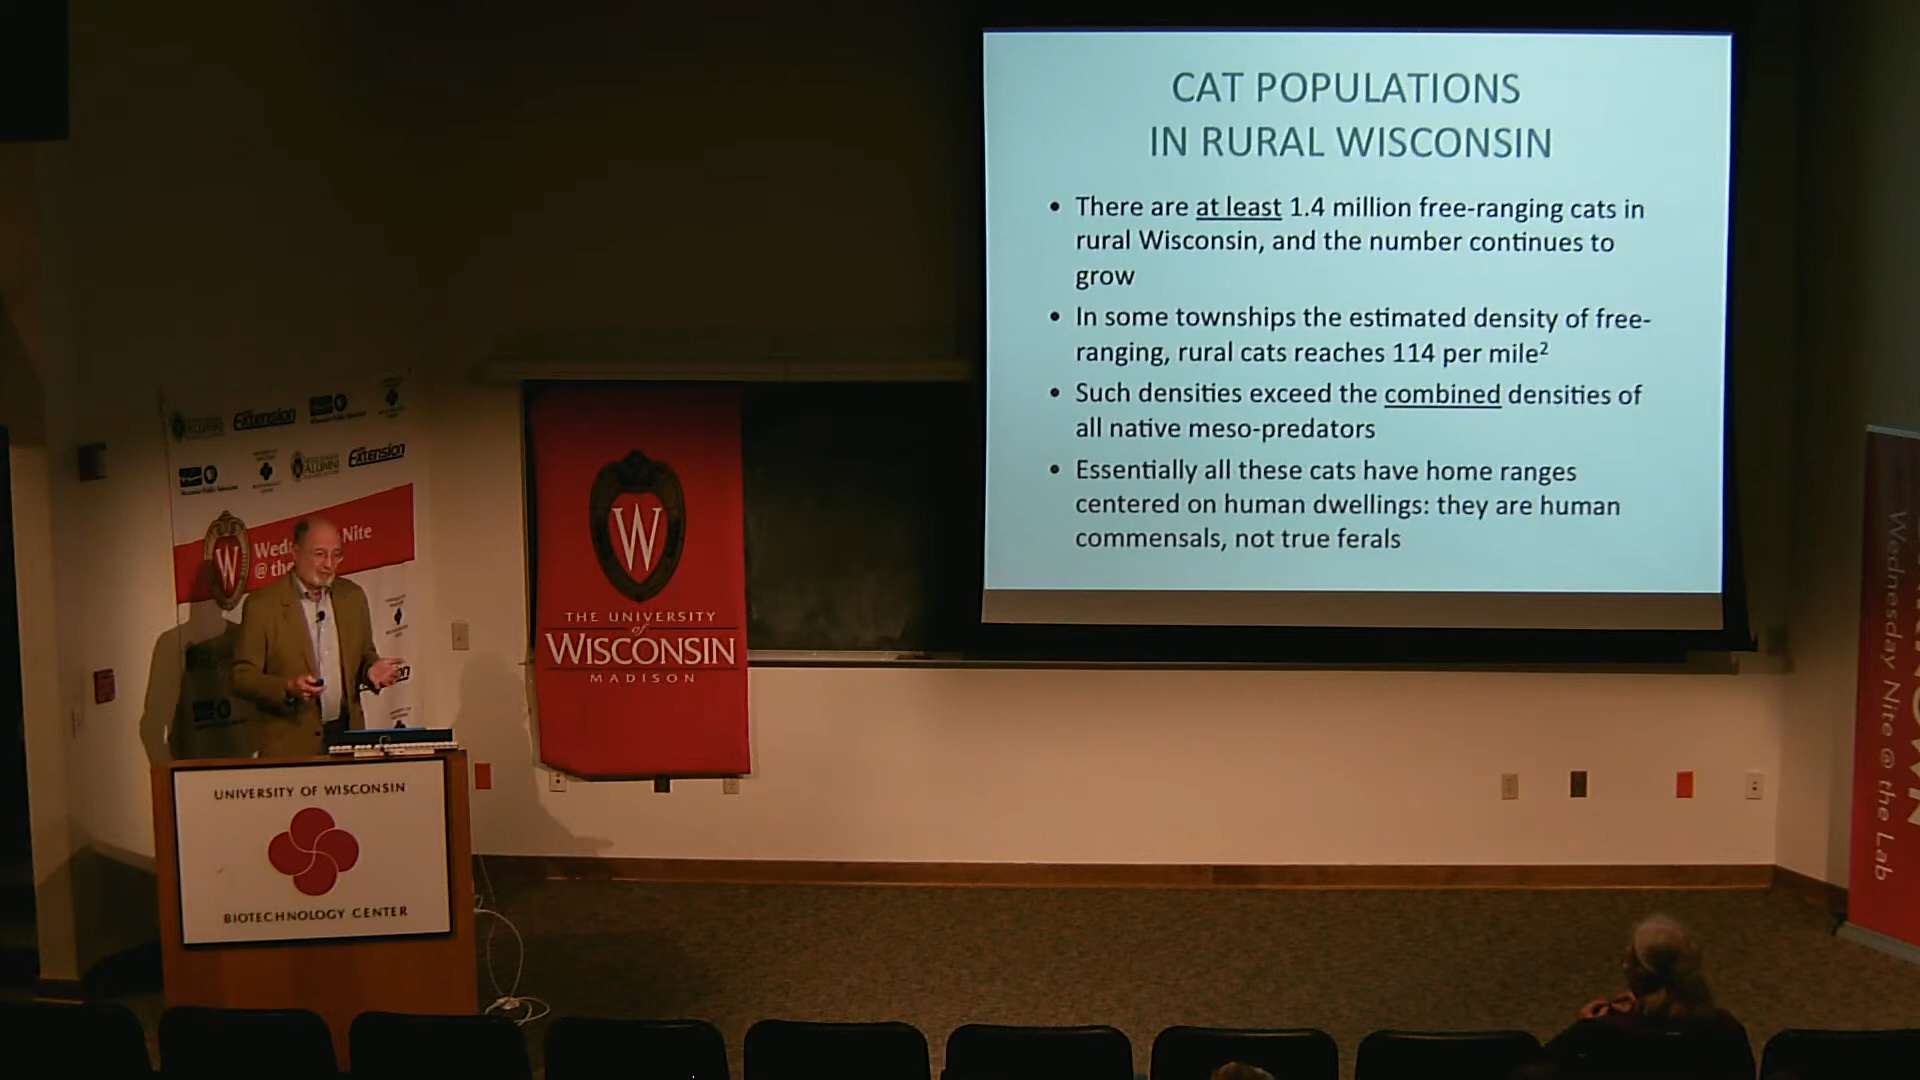 CAT POPULATIONS
IN RURAL WISCONSIN
• There are at least 1.4 million free-ranging cats in
rural Wisconsin, and the number continues to
grow
• In some townships the estimated density of free-
ranging, rural cats reaches 114 per mile²
• Such densities exceed the combined densities of
all native meso-predators
• Essentially all these cats have home ranges
centered on human dwellings: they are human
commensals, not true ferals
Extension
ALUMNI
Extension
W
Nite
@ the
W
THE UNIVERSITY
of
WISCONSIN
MADISON
UNIVERSITY OF WISCONSIN
BIOTECHNOLOGY CENTER
Wednesday Nite @ the Lab